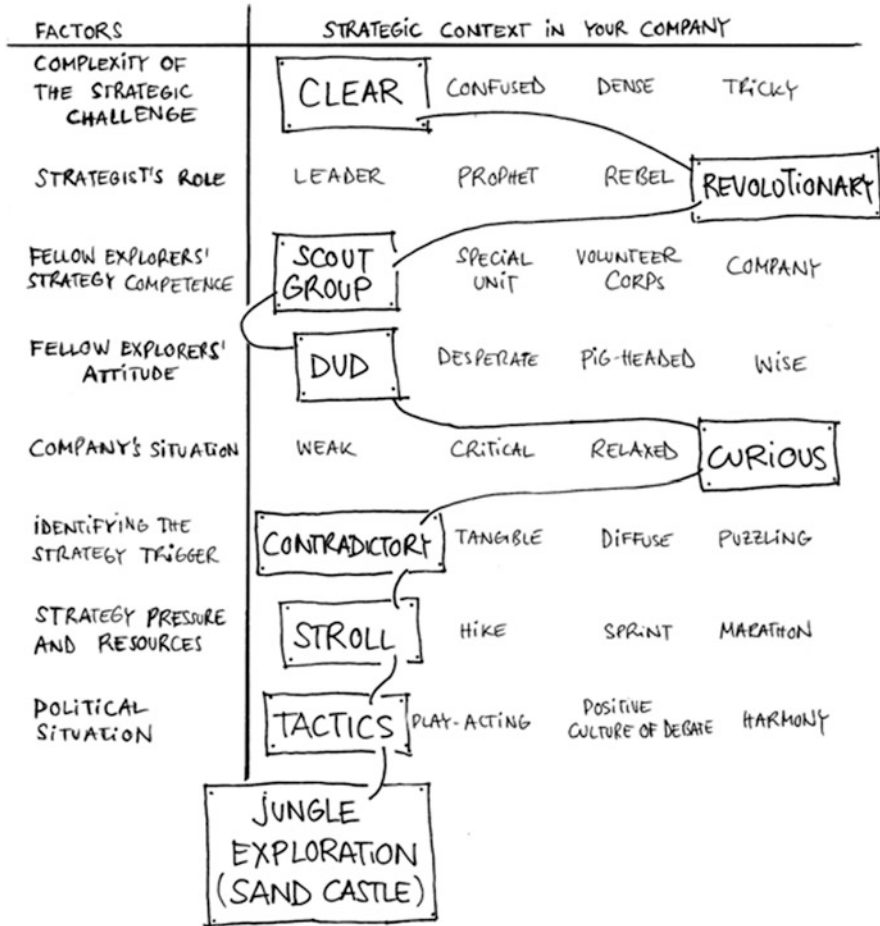 FACTORS STRATEGIC CONTEXT IN YOUR COMPANY
COMPLEXITY OF
THE STRATEGIC
CHALLENGE
CLEAR CONFUSED DENSE TRICKY
STRATEGIST'S ROLE LEADER PROPHET REBEL REVOLUTIONARY
FELLOW EXPLORERS'
STRATEGY COMPETENCE
SCOUT
GROUP
SPECIAL
UNIT
VOLUNTEER
CORPS
COMPANY
FELLOW EXPLORERS'
ATTITUDE
DUD DESPERATE PIG-HEADED WISE
COMPANY'S SITUATION WEAK CRITICAL RELAXED CURIOUS
IDENTIFYING THE
STRATEGY TRIGGER
CONTRADICTORY TANGIBLE DIFFUSE PUZZLING
STRATEGY PRESSURE
AND RESOURCES
STROLL HIKE SPRINT MARATHON
POLITICAL
SITUATION
TACTICS PLAY-ACTING
POSITIVE
CULTURE OF DEBATE
HARMONY
JUNGLE
EXPLORATION
(SAND CASTLE)